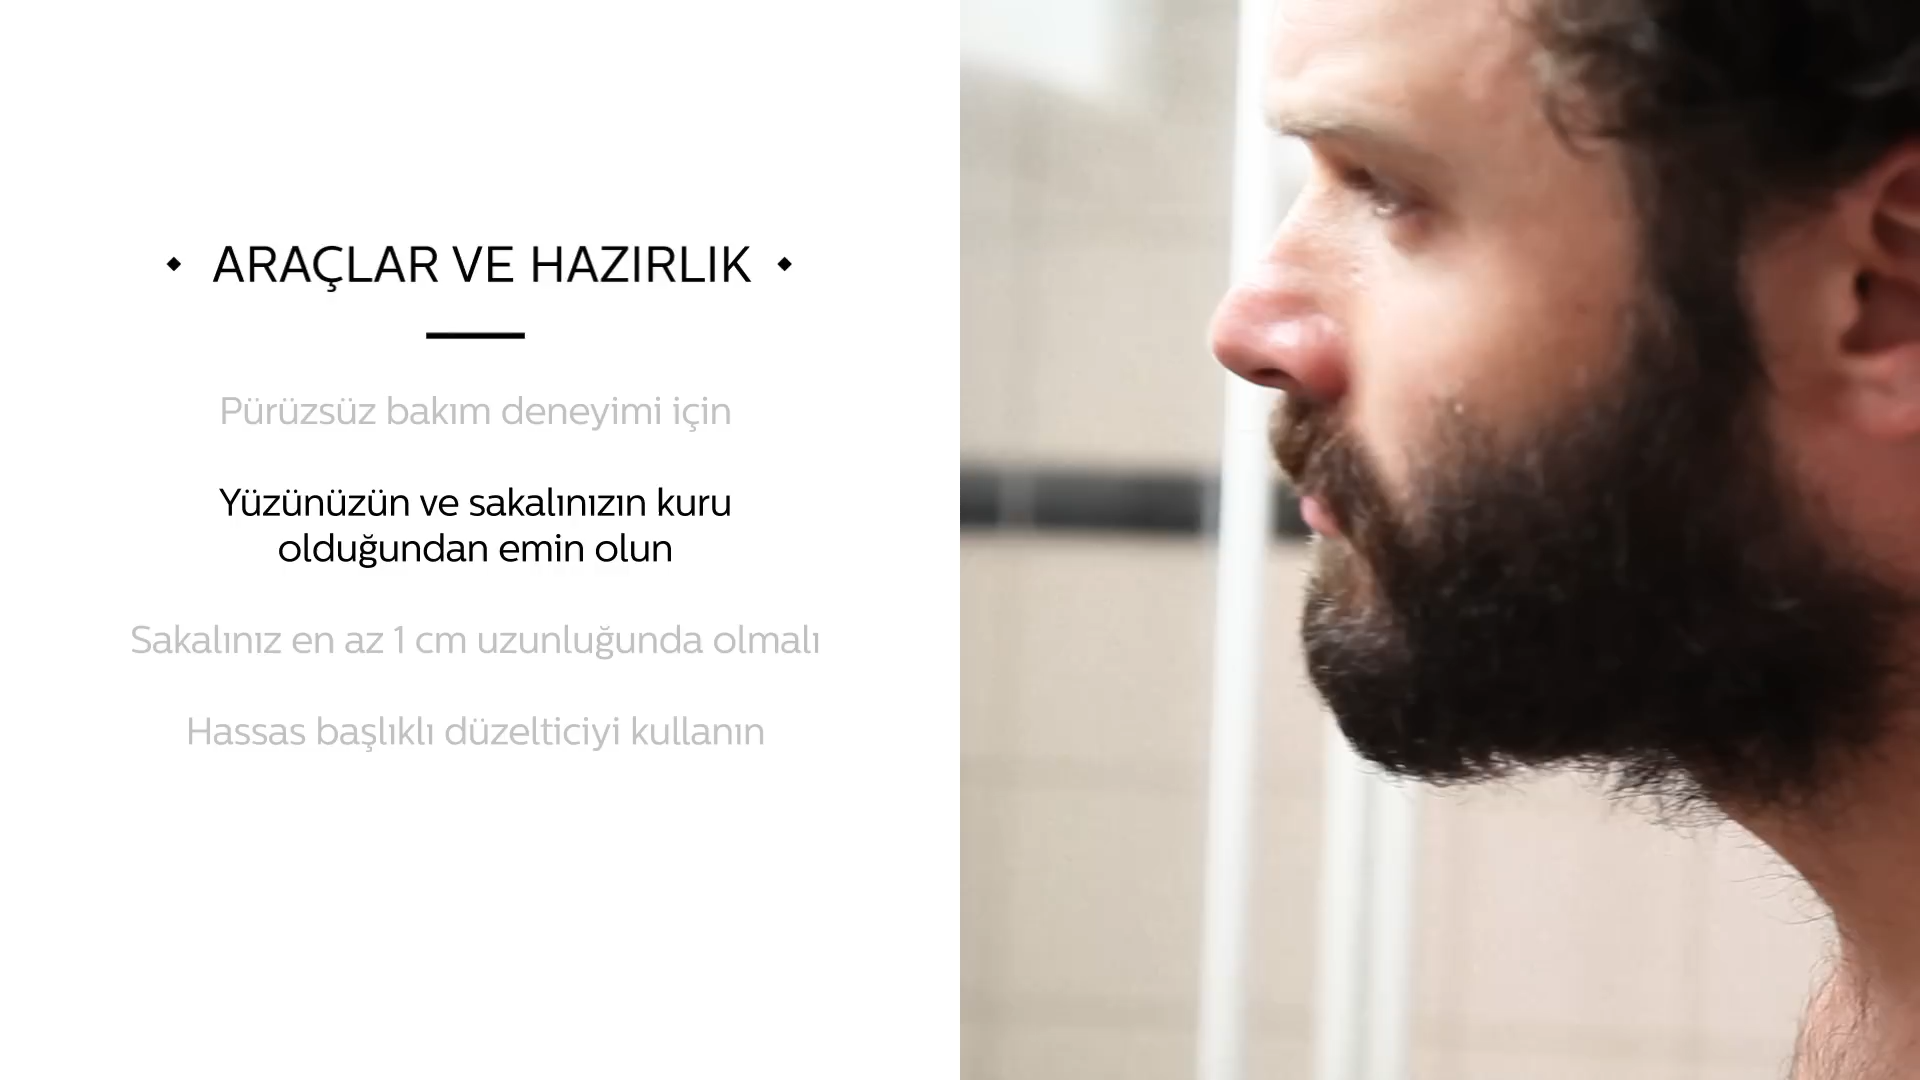 ARAÇLAR VE HAZIRLIK
Pürüzsüz bakım deneyimi için
Yüzünüzün ve sakalınızın kuru
olduğundan emin olun
Sakalınız en az 1 cm uzunluğunda olmalı
Hassas başlıklı düzelticiyi kullanın